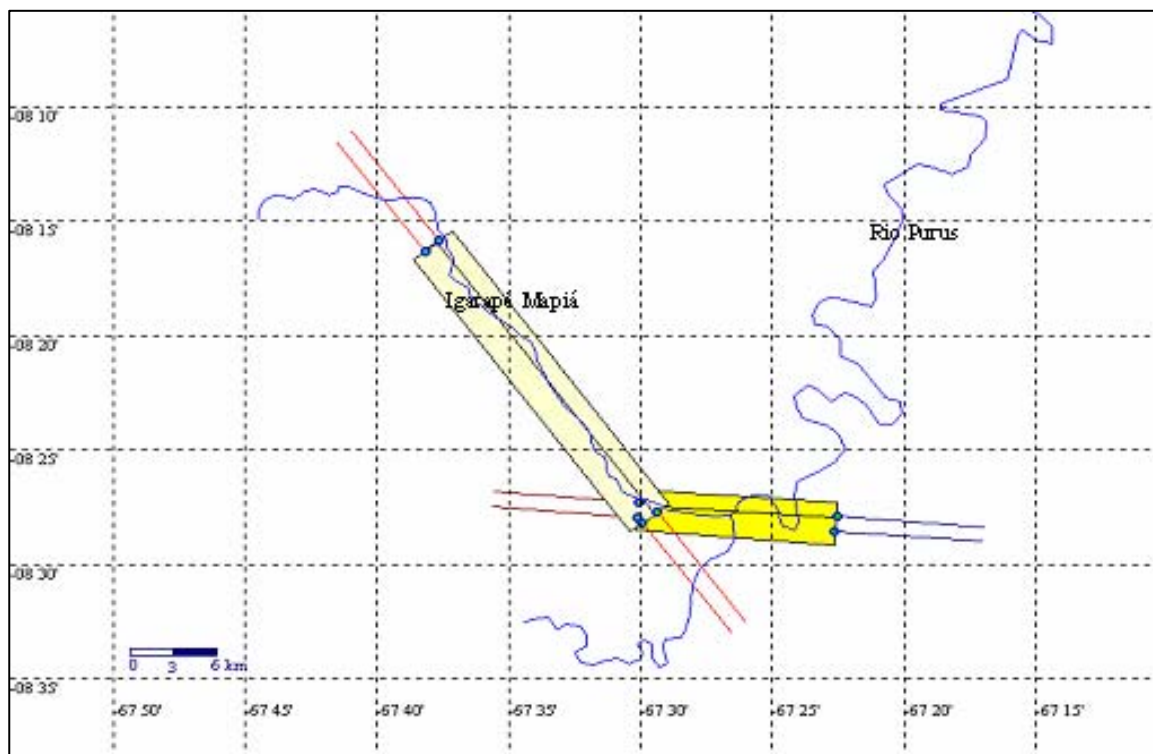 -08 10'
-08 15'
Rio Purus
Igarapé Mapiá
-08 20'
-08 25'
-08 30'
0 3 6 km
-08 35'
-67 50' -67 45' -67 40' -67 35' -67 30' -67 25' -67 20' -67 15'